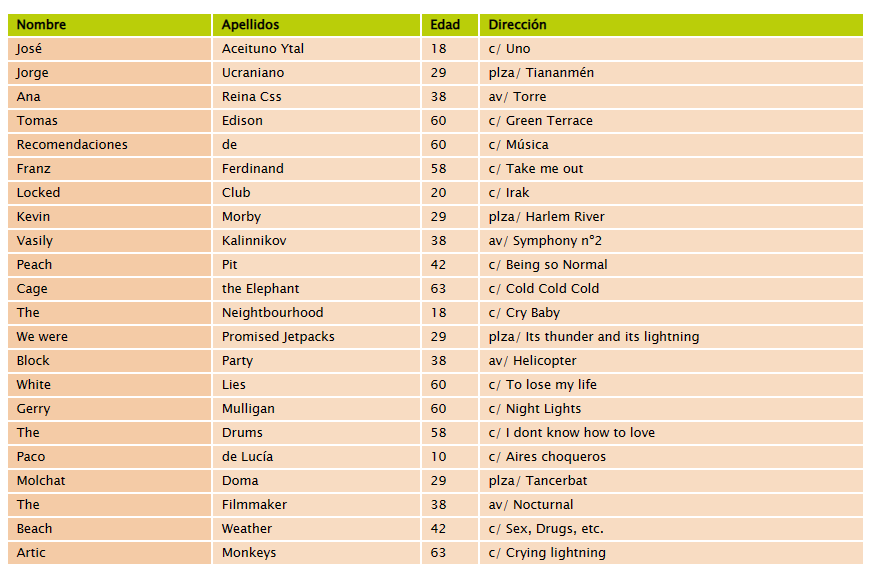 Nombre Apellidos Edad Dirección
José Aceituno Ytal 18 c/ Uno
Jorge Ucraniano 29 plza/ Tiananmén
Ana Reina Css 38 av/ Torre
Tomas Edison 60 c/ Green Terrace
Recomendaciones de 60 c/ Música
Franz Ferdinand 58 c/ Take me out
Locked Club 20 c/ Irak
Kevin Morby 29 plza/ Harlem River
Vasily Kalinnikov 38 av/ Symphony nº2
Peach Pit 42 c/ Being so Normal
Cage the Elephant 63 c/ Cold Cold Cold
The Neightbourhood 18 c/ Cry Baby
We were Promised Jetpacks 29 plza/ Its thunder and its lightning
Block Party 38 av/ Helicopter
White Lies 60 c/ To lose my life
Gerry Mulligan 60 c/ Night Lights
The Drums 58 c/ I dont know how to love
Paco de Lucía 10 c/ Aires choqueros
Molchat Doma 29 plza/ Tancerbat
The Filmmaker 38 av/ Nocturnal
Beach Weather 42 c/ Sex, Drugs, etc.
Artic Monkeys 63 c/ Crying lightning